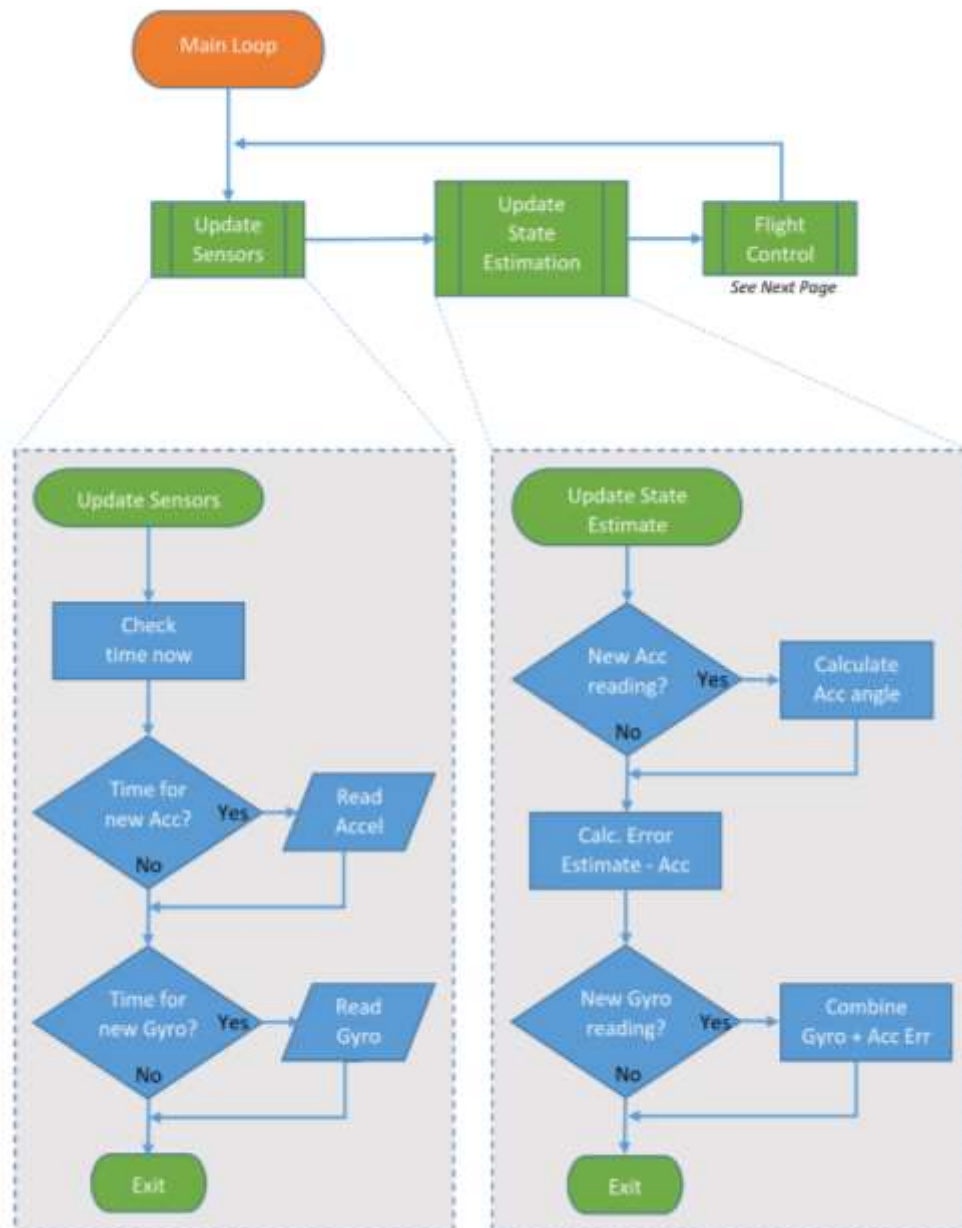 Main Loop
Update
Sensors
Update
State
Estimation
Flight
Control
See Next Page
Update Sensors
Check
time now
Time for
new Acc?
Yes
No
Read
Accel
Time for
new Gyro?
Yes
No
Read
Gyro
Exit
Update State
Estimate
New Acc
reading?
Yes
No
Calculate
Acc angle
Calc. Error
Estimate - Acc
New Gyro
reading?
Yes
No
Combine
Gyro + Acc Err
Exit